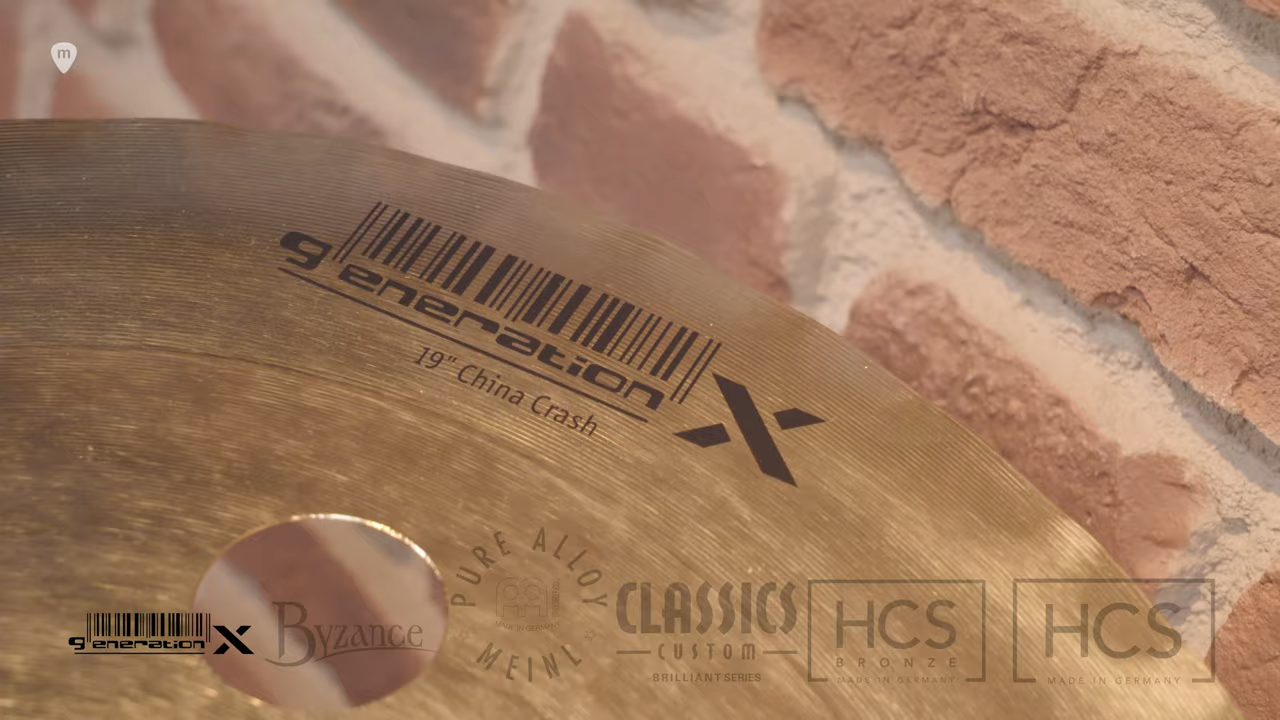 m
generation X
19" China Crash
generation X
Byzance
PURE ALLOY
MADE IN GERMANY
MEINL
CLASSICS
CUSTOM
BRILLIANT SERIES
HCS
BRONZE
MADE IN GERMANY
HCS
MADE IN GERMANY